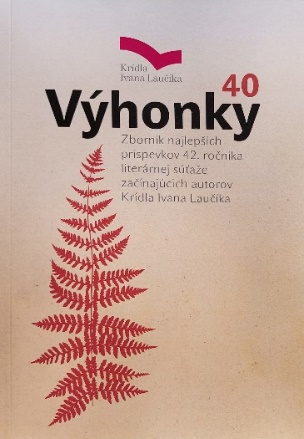 Krídla
Ivana Laučíka
40
Výhonky
Zborník najlepších
príspevkov 42. ročníka
literárnej súťaže
začínajúcich autorov
Krídla Ivana Laučíka